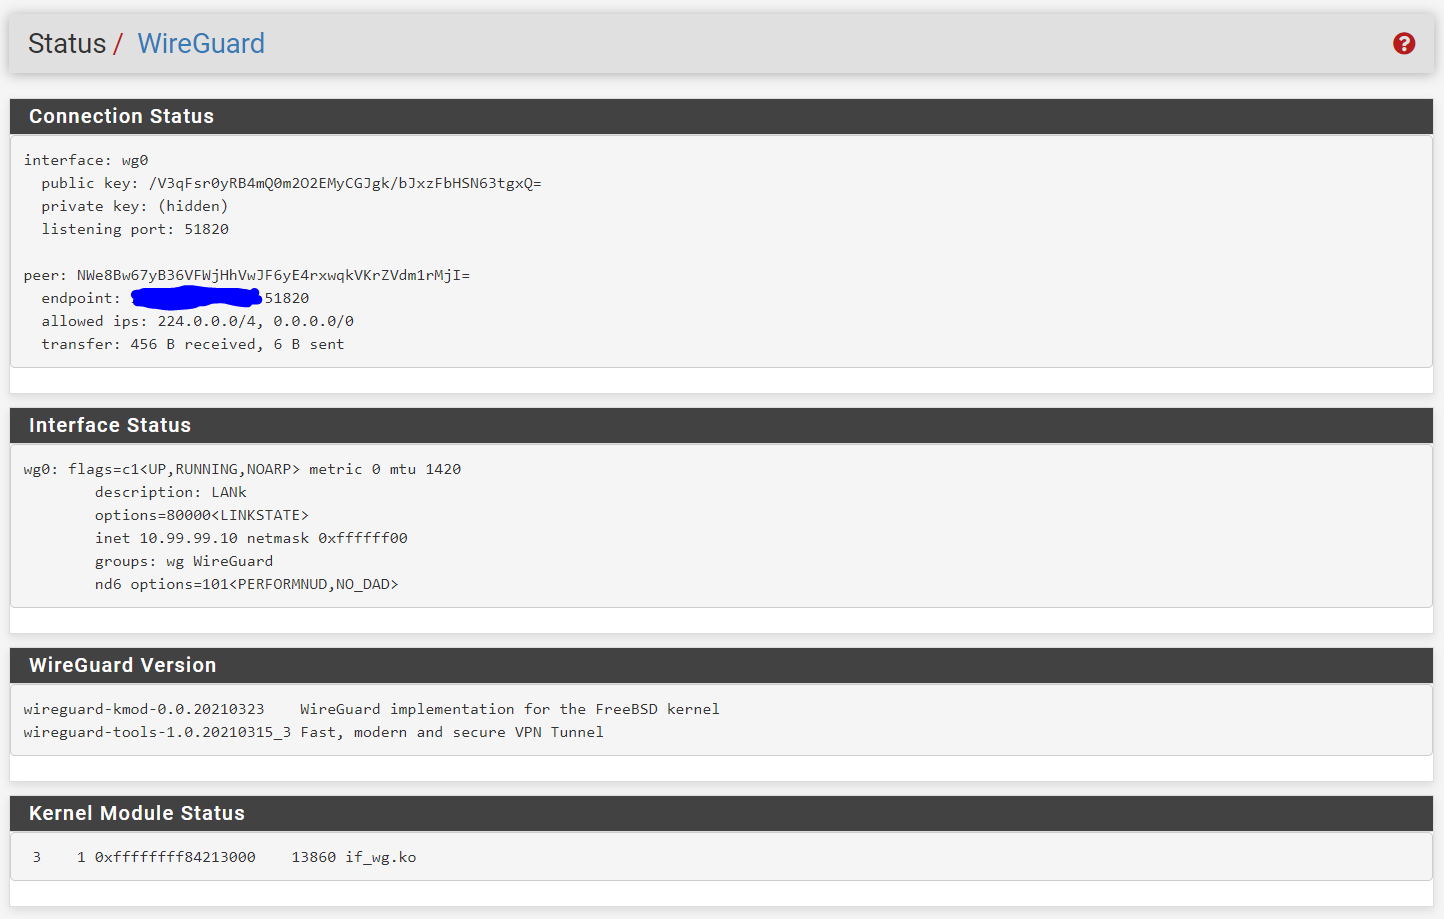 Status / WireGuard
Connection Status
interface: wg0
public key: /V3qFsr0yRB4mQ0m2O2EMyCGJgk/bJxzFbHSN63tgxQ=
private key: (hidden)
listening port: 51820
peer: NWe8Bw67yB36VFWjHhVwJF6yE4rxwqkVKrZVdm1rMjI=
endpoint: 51820
allowed ips: 224.0.0.0/4, 0.0.0.0/0
transfer: 456 B received, 6 B sent
Interface Status
wg0: flags=c1<UP,RUNNING,NOARP> metric 0 mtu 1420
description: LANk
options=80000<LINKSTATE>
inet 10.99.99.10 netmask 0xffffff00
groups: wg WireGuard
nd6 options=101<PERFORMNUD,NO_DAD>
WireGuard Version
wireguard-kmod-0.0.20210323 WireGuard implementation for the FreeBSD kernel
wireguard-tools-1.0.20210315_3 Fast, modern and secure VPN Tunnel
Kernel Module Status
3 1 0xffffffff84213000 13860 if_wg.ko